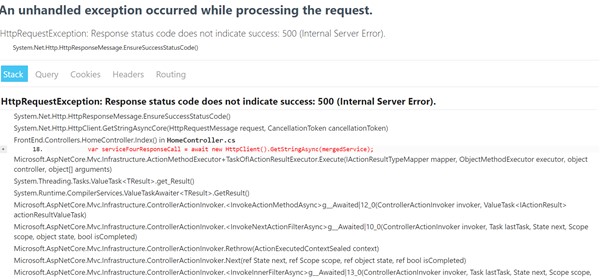 An unhandled exception occurred while processing the request.
HttpRequestException: Response status code does not indicate success: 500 (Internal Server Error).
System.Net.Http.HttpResponseMessage.EnsureSuccessStatusCode()
Stack Query Cookies Headers Routing
HttpRequestException: Response status code does not indicate success: 500 (Internal Server Error).
System.Net.Http.HttpResponseMessage.EnsureSuccessStatusCode()
System.Net.Http.HttpClient.GetStringAsyncCore(HttpRequestMessage request, CancellationToken cancellationToken)
FrontEnd.Controllers.HomeController.Index() in HomeController.cs
+ 18. var serviceFourResponseCall = await new HttpClient().GetStringAsync(mergedService);
Microsoft.AspNetCore.Mvc.Infrastructure.ActionMethodExecutor+TaskOfIActionResultExecutor.Execute(IActionResultTypeMapper mapper, ObjectMethodExecutor executor, object
controller, object[] arguments)
System.Threading.Tasks.ValueTask<TResult>.get_Result()
System.Runtime.CompilerServices.ValueTaskAwaiter<TResult>.GetResult()
Microsoft.AspNetCore.Mvc.Infrastructure.ControllerActionInvoker.<InvokeActionMethodAsync>g__Awaited|12_0(ControllerActionInvoker invoker, ValueTask<IActionResult>
actionResultValueTask)
Microsoft.AspNetCore.Mvc.Infrastructure.ControllerActionInvoker.<InvokeNextActionFilterAsync>g__Awaited|10_0(ControllerActionInvoker invoker, Task lastTask, State next, Scope
scope, object state, bool isCompleted)
Microsoft.AspNetCore.Mvc.Infrastructure.ControllerActionInvoker.Rethrow(ActionExecutedContextSealed context)
Microsoft.AspNetCore.Mvc.Infrastructure.ControllerActionInvoker.Next(ref State next, ref Scope scope, ref object state, ref bool isCompleted)
Microsoft.AspNetCore.Mvc.Infrastructure.ControllerActionInvoker.<InvokeInnerFilterAsync>g__Awaited|13_0(ControllerActionInvoker invoker, Task lastTask, State next, Scope scope,